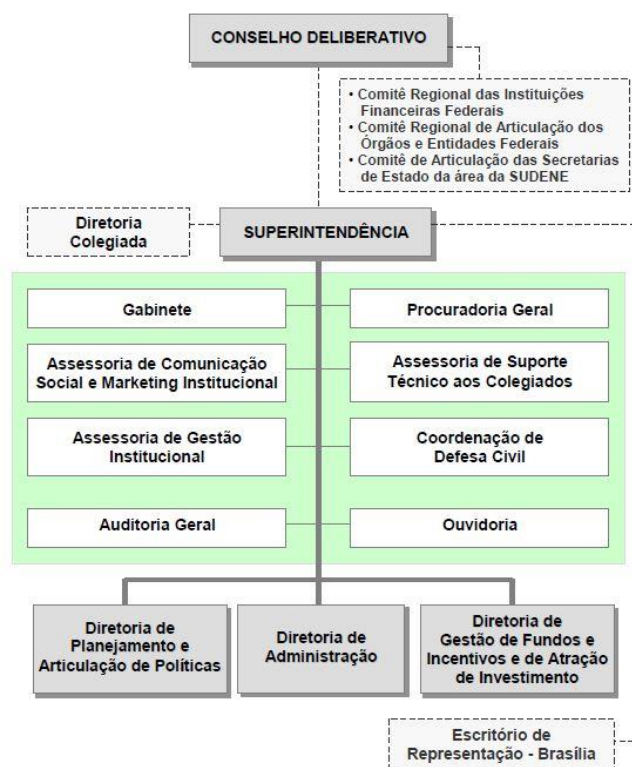 CONSELHO DELIBERATIVO
• Comitê Regional das Instituições
Financeiras Federais
• Comitê Regional de Articulação dos
Órgãos e Entidades Federais
• Comitê de Articulação das Secretarias
de Estado da área da SUDENE
Diretoria
Colegiada
SUPERINTENDÊNCIA
Gabinete
Procuradoria Geral
Assessoria de Comunicação
Social e Marketing Institucional
Assessoria de Suporte
Técnico aos Colegiados
Assessoria de Gestão
Institucional
Coordenação de
Defesa Civil
Auditoria Geral
Ouvidoria
Diretoria de
Planejamento e
Articulação de Políticas
Diretoria de
Administração
Diretoria de
Gestão de Fundos e
Incentivos e de Atração
de Investimento
Escritório de
Representação - Brasília